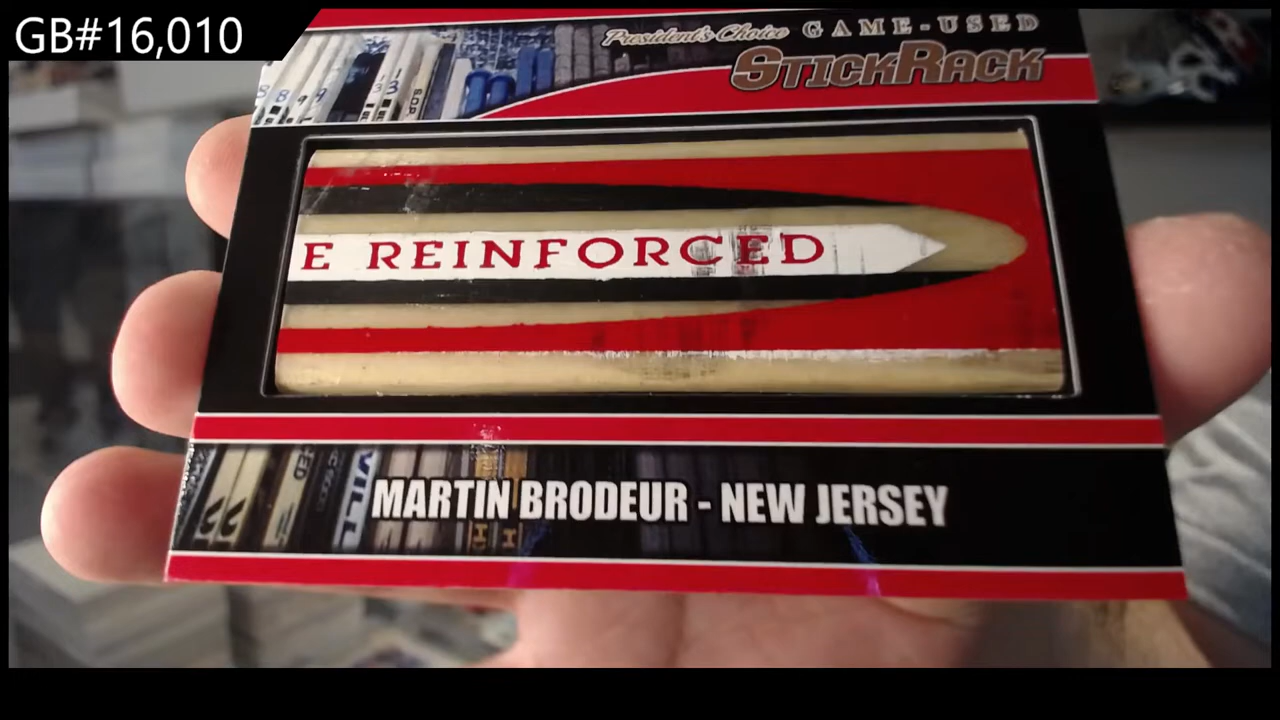 GB#16,010
President's Choice GAME-USED
STICKRACK
E REINFORCED
MARTIN BRODEUR - NEW JERSEY